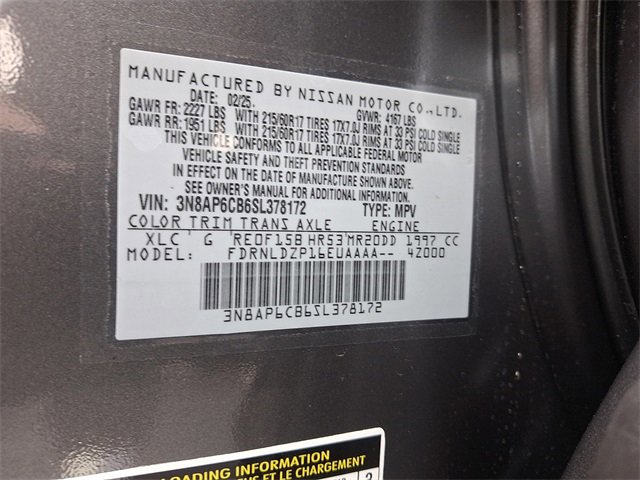 MANUFACTURED BY NISSAN MOTOR CO., LTD.
DATE: 02/25. GVWR: 4167 LBS
GAWR FR: 2227 LBS WITH 215/60R17 TIRES 17X7.0J RIMS AT 33 PSI COLD SINGLE
GAWR RR: 1951 LBS WITH 215/60R17 TIRES 17X7.0J RIMS AT 33 PSI COLD SINGLE
THIS VEHICLE CONFORMS TO ALL APPLICABLE FEDERAL MOTOR
VEHICLE SAFETY AND THEFT PREVENTION STANDARDS
IN EFFECT ON THE DATE OF MANUFACTURE SHOWN ABOVE.
SEE OWNER'S MANUAL FOR ADDITIONAL INFORMATION.
VIN: 3N8AP6CB6SL378172 TYPE: MPV
COLOR TRIM TRANS AXLE ENGINE
XLC' G RE0F15B HR53'MR20DD 1997 CC
MODEL: FDRNLDZP16EUAAAA-- 4Z000
3N8AP6CB6SL378172
LOADING INFORMATION
ET LE CHARGEMENT